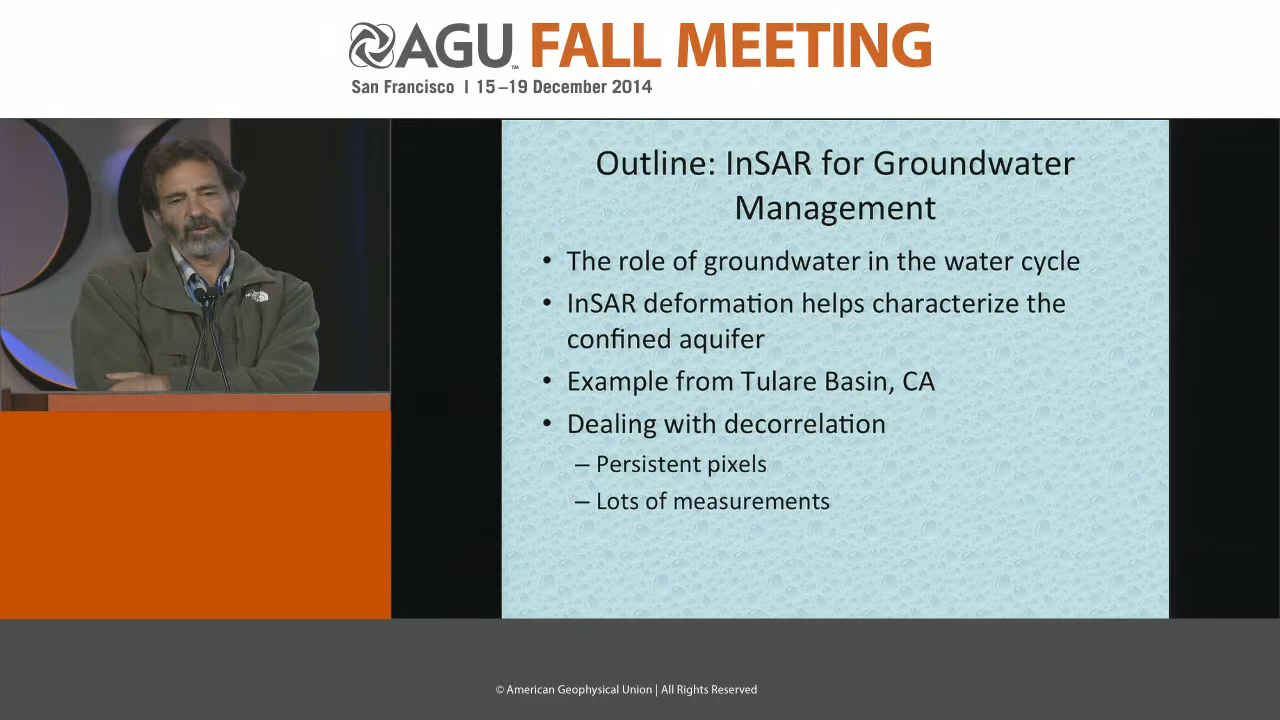 AGU™ FALL MEETING
San Francisco | 15–19 December 2014
Outline: InSAR for Groundwater
Management
• The role of groundwater in the water cycle
• InSAR deformation helps characterize the
confined aquifer
• Example from Tulare Basin, CA
• Dealing with decorrelation
– Persistent pixels
– Lots of measurements
© American Geophysical Union | All Rights Reserved